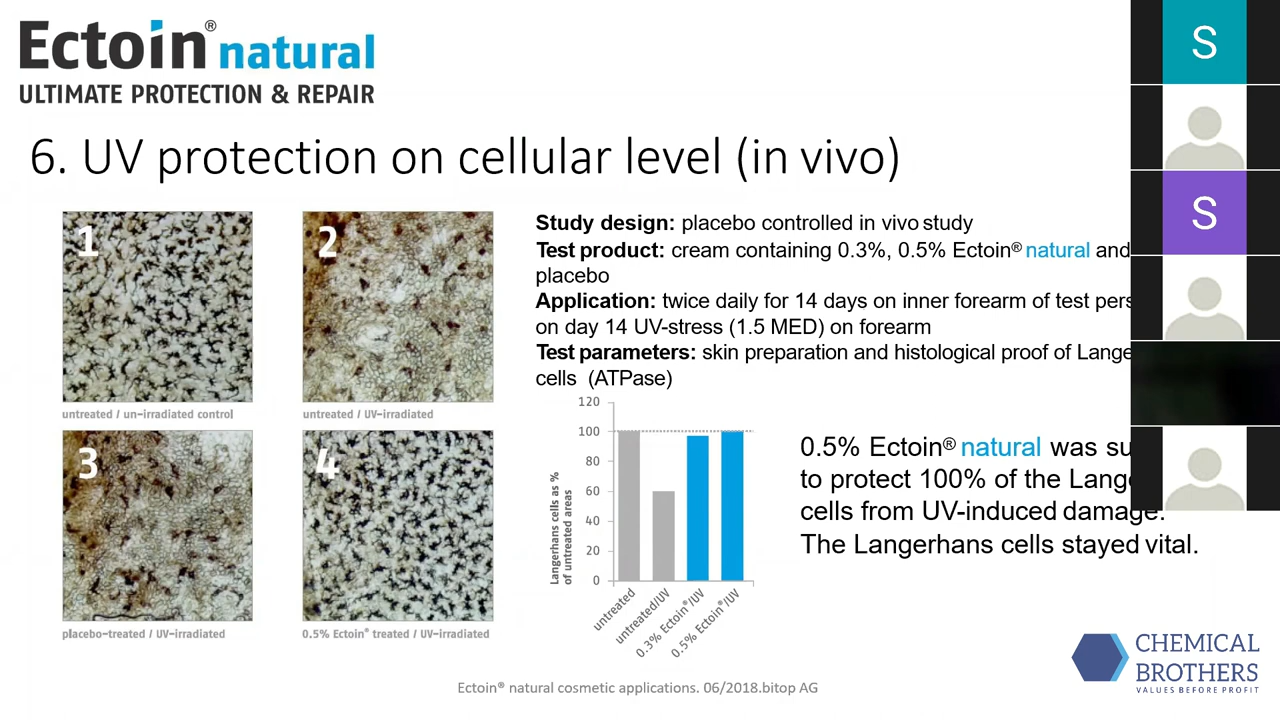 Ectoin® natural
ULTIMATE PROTECTION & REPAIR
6. UV protection on cellular level (in vivo)
1
untreated / un-irradiated control
2
untreated / UV-irradiated
3
placebo-treated / UV-irradiated
4
0.5% Ectoin® treated / UV-irradiated
Study design: placebo controlled in vivo study
Test product: cream containing 0.3%, 0.5% Ectoin® natural and
placebo
Application: twice daily for 14 days on inner forearm of test
on day 14 UV-stress (1.5 MED) on forearm
Test parameters: skin preparation and histological proof of
cells (ATPase)
120
100
80
60
40
20
0
Langerhans cells as %
of untreated areas
untreated
untreated/UV
0.3% Ectoin®/UV
0.5% Ectoin®/UV
0.5% Ectoin® natural was
to protect 100% of the
cells from UV-induced damage.
The Langerhans cells stayed vital.
Ectoin® natural cosmetic applications. 06/2018.bitop AG
CHEMICAL
BROTHERS
VALUES BEFORE PROFIT
S
S